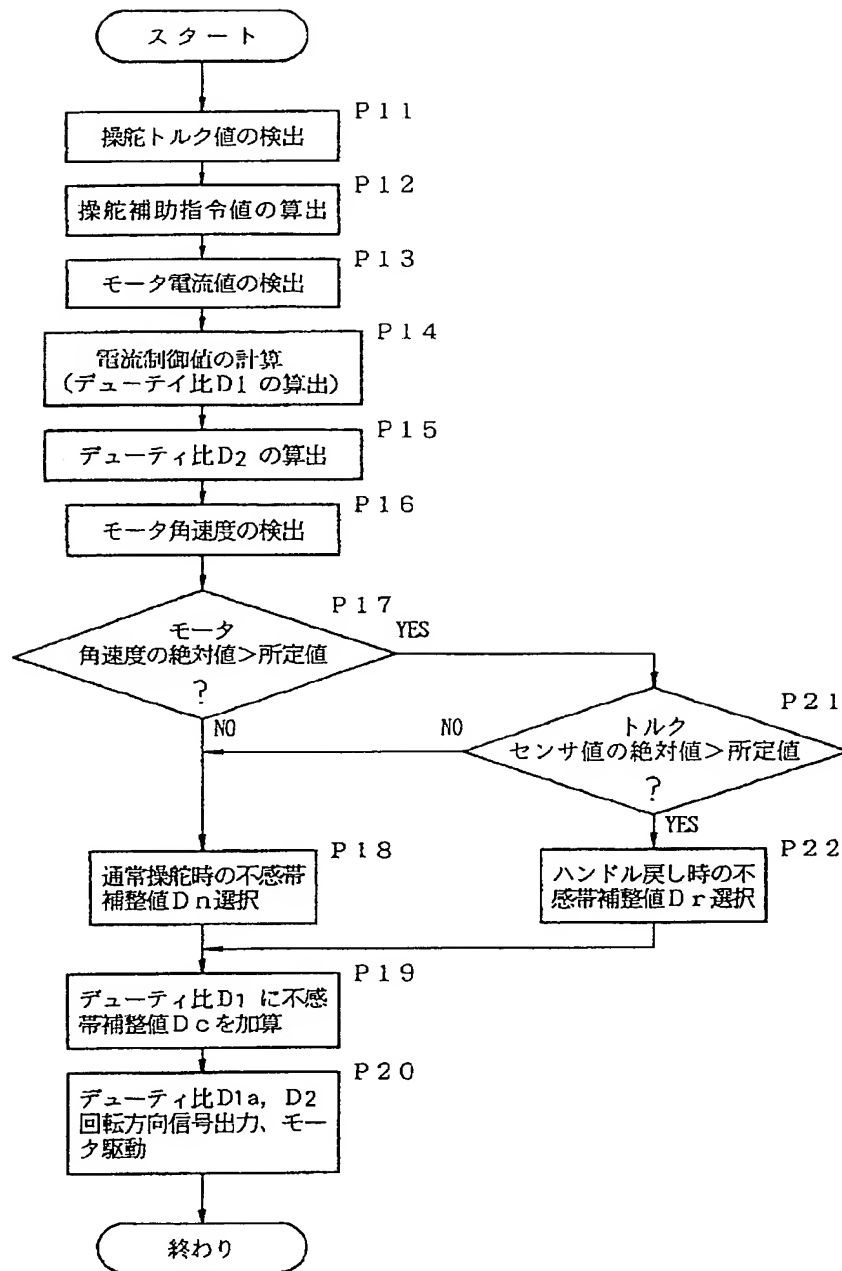 スタート
P11
操舵トルク値の検出
P12
操舵補助指令値の算出
P13
モータ電流値の検出
P14
電流制御値の計算
(デューテイ比D1 の算出)
P15
デューティ比D2 の算出
P16
モータ角速度の検出
P17
モータ
角速度の絶対値>所定値
?
YES
NO
P21
トルク
センサ値の絶対値>所定値
?
NO
YES
P18
通常操舵時の不感帯
補整値Dn選択
P22
ハンドル戻し時の不
感帯補整値Dr選択
P19
デューティ比D1 に不感
帯補整値Dcを加算
P20
デューティ比D1a, D2
回転方向信号出力、モー
タ駆動
終わり